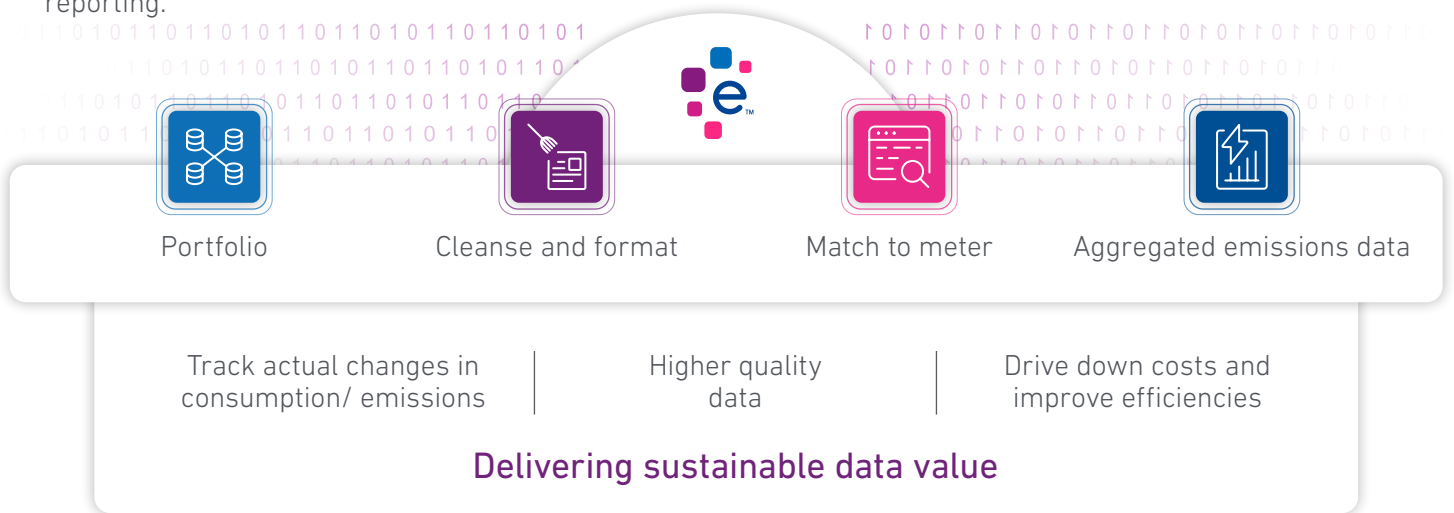 reporting.
e™
Portfolio
Cleanse and format
Match to meter
Aggregated emissions data
Track actual changes in
consumption/ emissions
Higher quality
data
Drive down costs and
improve efficiencies
Delivering sustainable data value